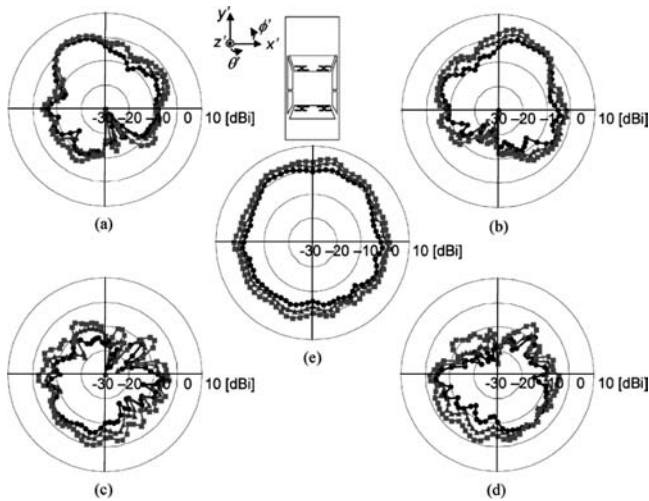 y'
ϕ'
z'
x'
θ'
-30 -20 -10 0 10 [dBi]
(a)
-30 -20 -10 0 10 [dBi]
(b)
-30 -20 -10 0 10 [dBi]
(e)
-30 -20 -10 0 10 [dBi]
(c)
-30 -20 -10 0 10 [dBi]
(d)